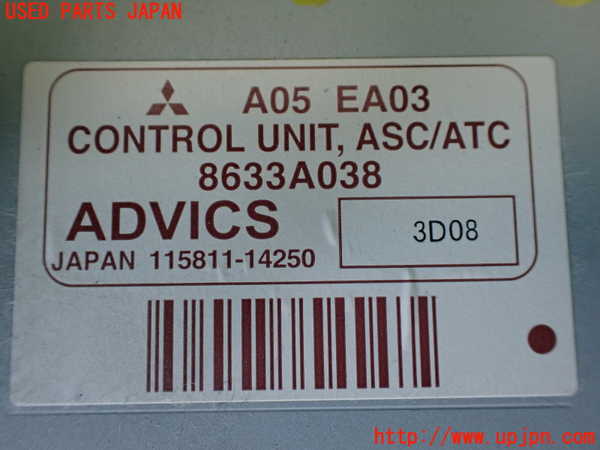 USED PARTS JAPAN
A05 EA03
CONTROL UNIT, ASC/ATC
8633A038
ADVICS
3D08
JAPAN 115811-14250
http://www.upjpn.com